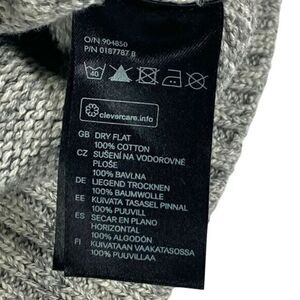 O/N 904850
P/N 0187787 B
40
clevercare.info
GB DRY FLAT
100% COTTON
CZ SUŠENÍ NA VODOROVNÉ
PLOŠE
100% BAVLNA
DE LIEGEND TROCKNEN
100% BAUMWOLLE
EE KUIVATA TASASEL PINNAL
100% PUUVILL
ES SECAR EN PLANO
HORIZONTAL
100% ALGODÓN
FI KUIVATAAN VAAKATASOSSA
100% PUUVILLAA